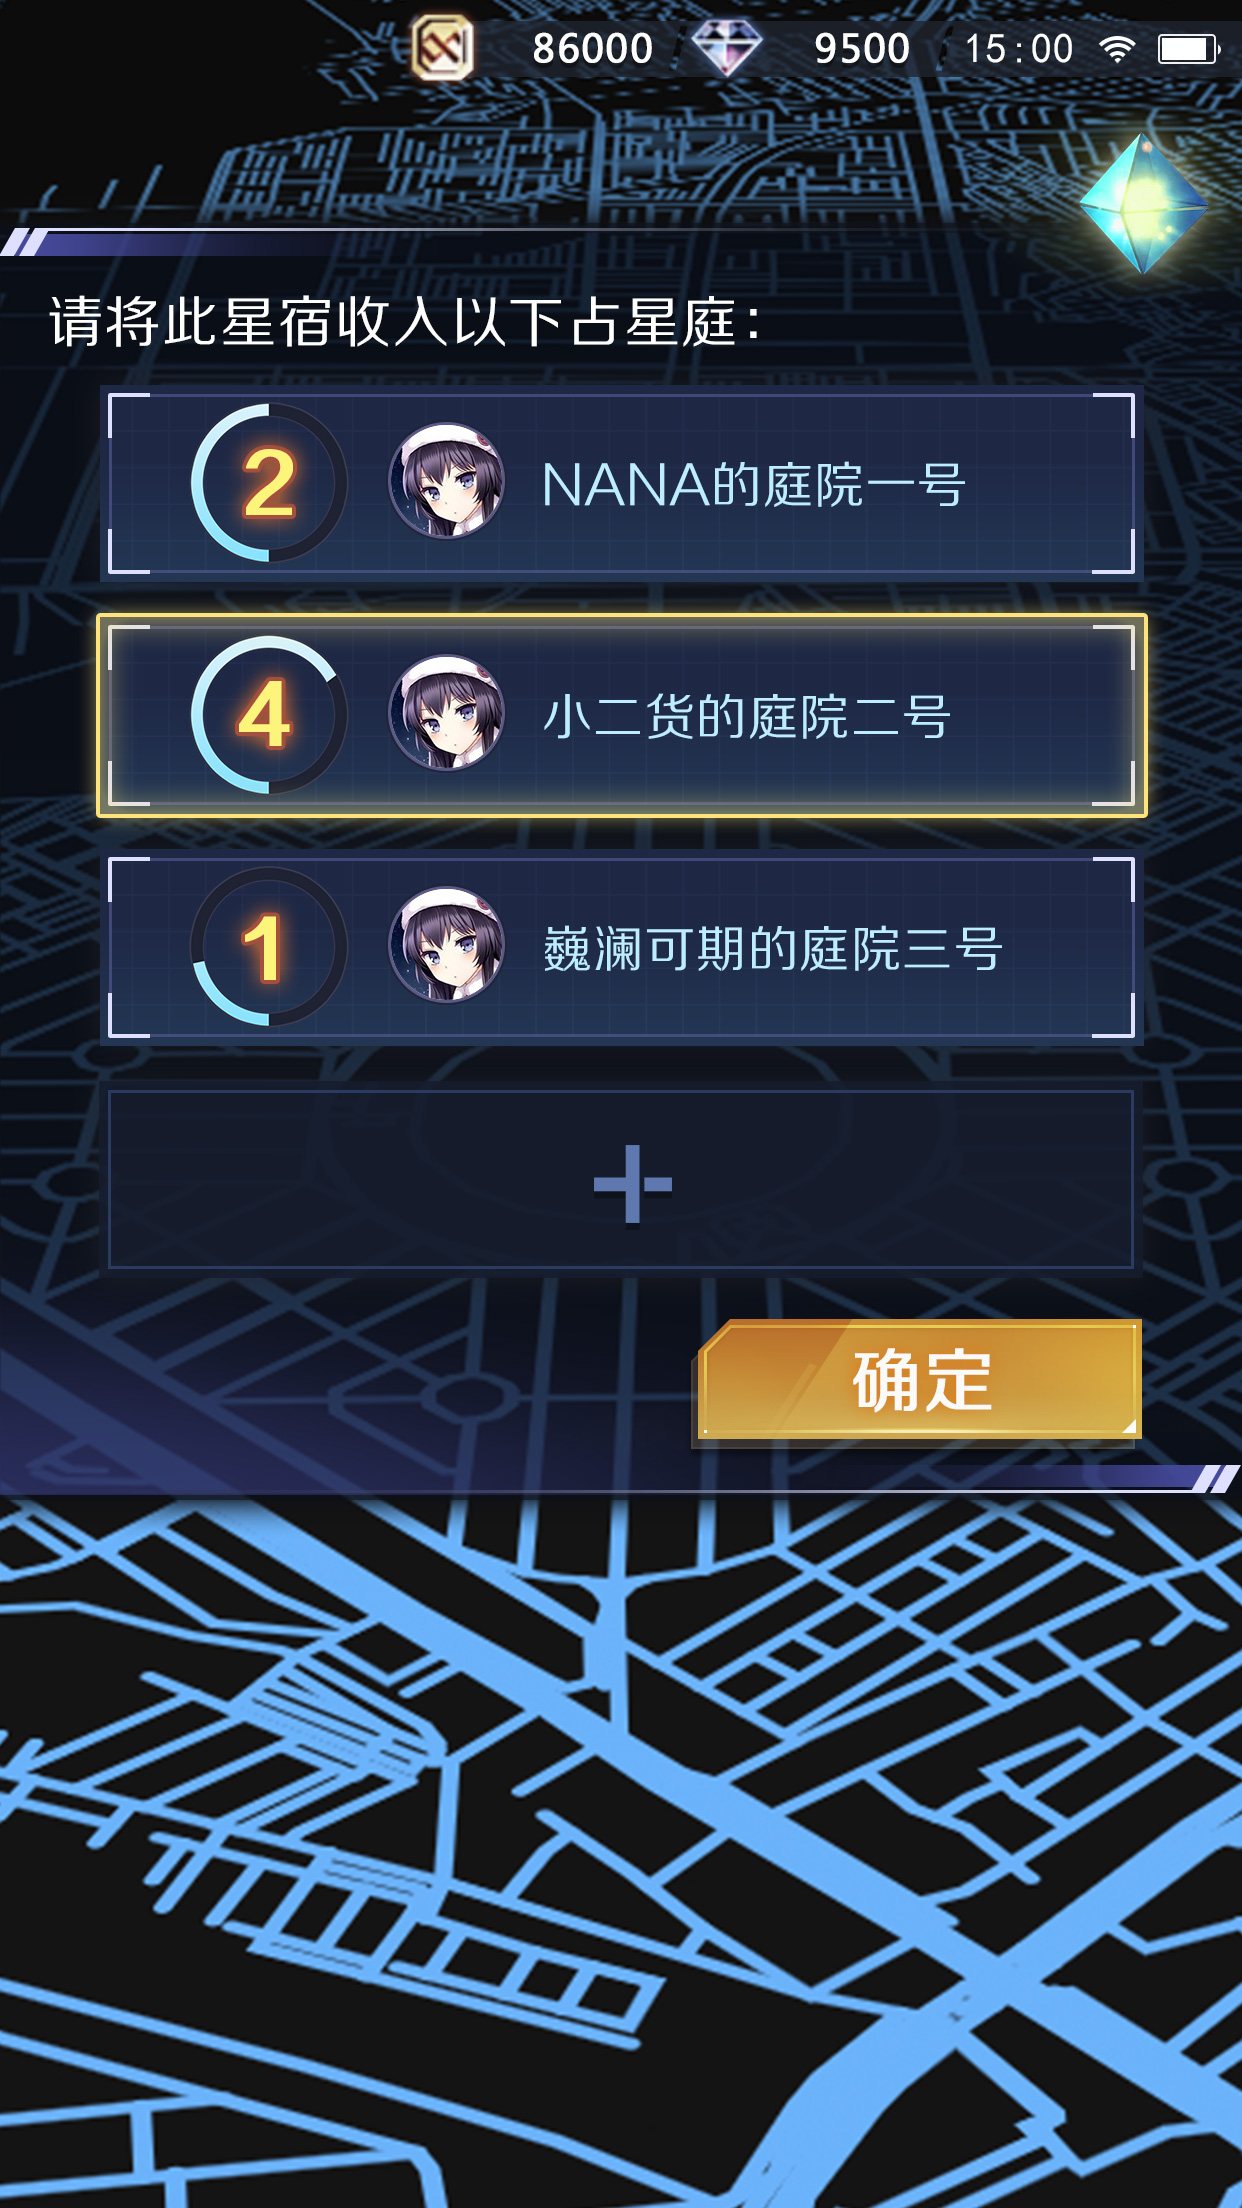 86000 9500 15:00
请将此星宿收入以下占星庭：
2 NANA的庭院一号
4 小二货的庭院二号
1 巍澜可期的庭院三号
确定